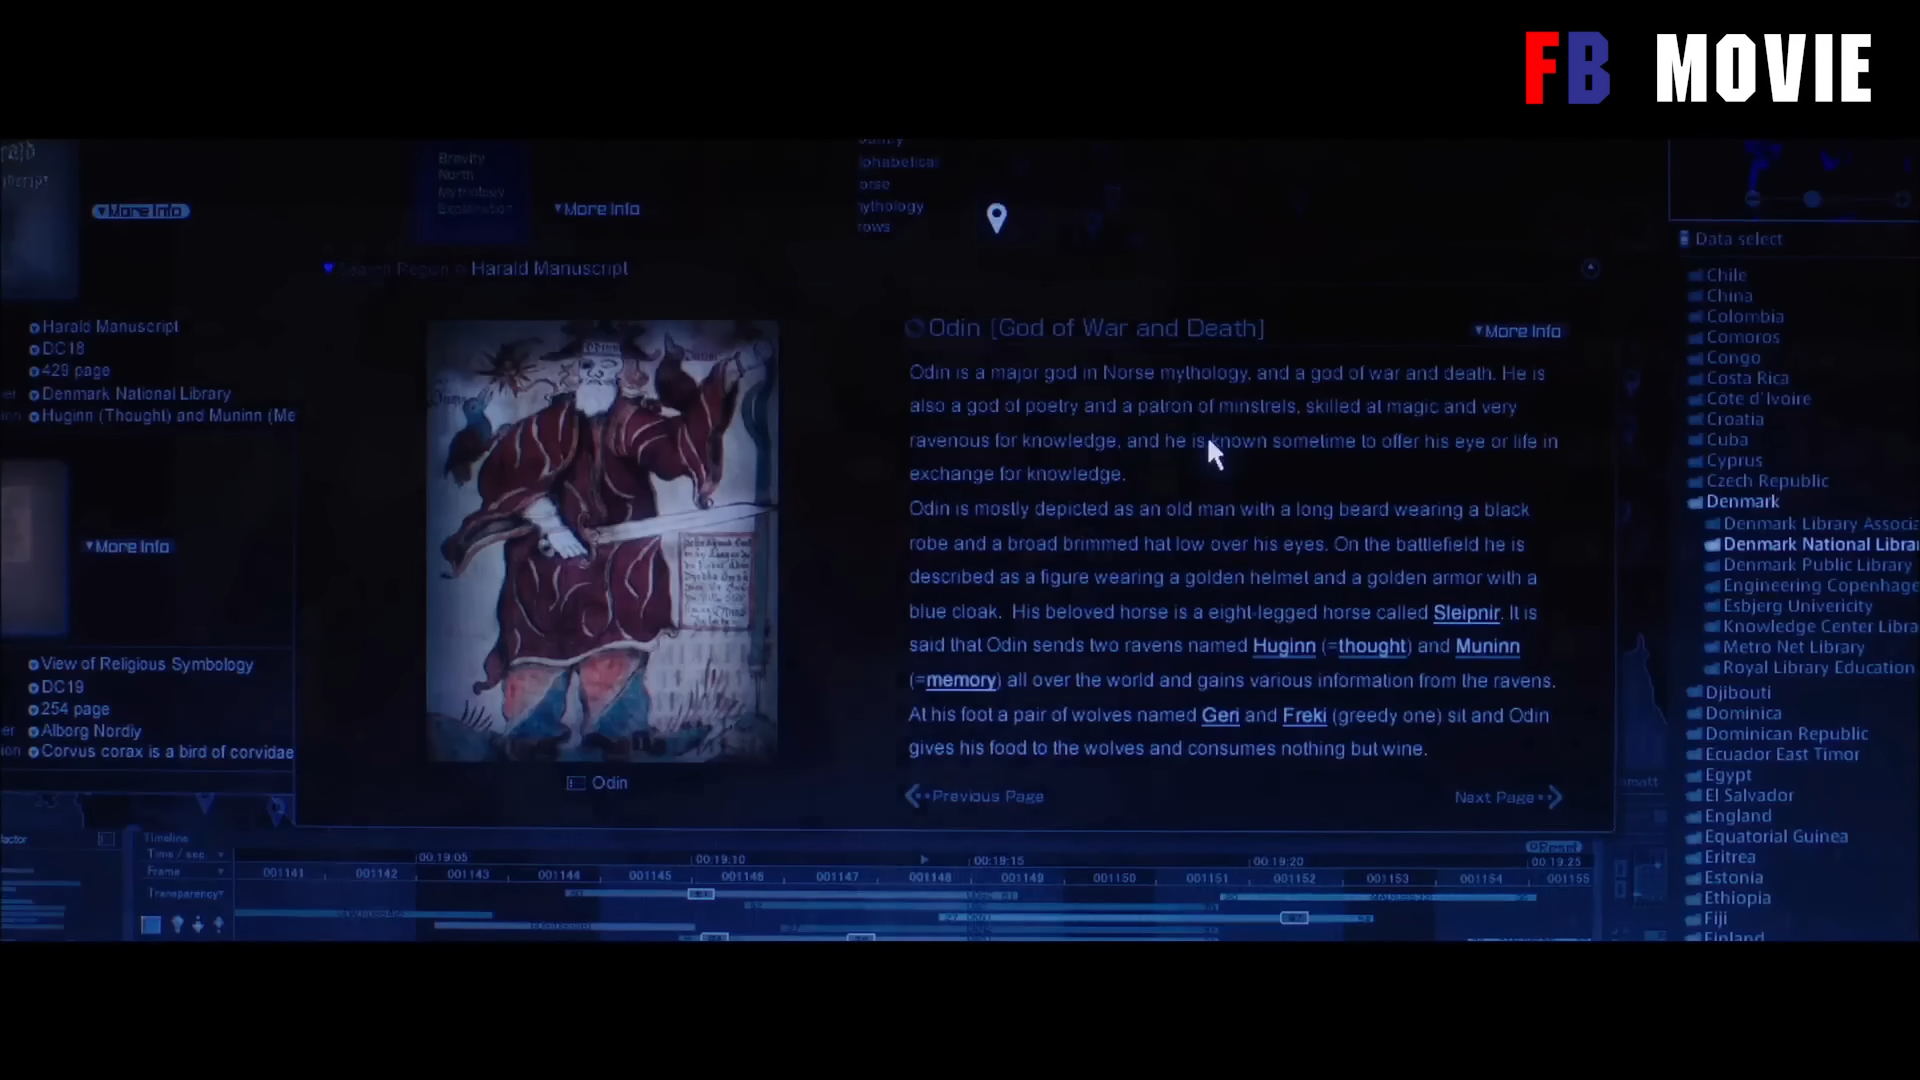 FB MOVIE
Brevity
North
Mythology
▾More Info
▾More Info
Harald Manuscript
Odin [God of War and Death]
▾More Info
Odin is a major god in Norse mythology, and a god of war and death. He is
also a god of poetry and a patron of minstrels, skilled at magic and very
ravenous for knowledge, and he is known sometime to offer his eye or life in
exchange for knowledge.
Odin is mostly depicted as an old man with a long beard wearing a black
robe and a broad brimmed hat low over his eyes. On the battlefield he is
described as a figure wearing a golden helmet and a golden armor with a
blue cloak. His beloved horse is a eight-legged horse called Sleipnir. It is
said that Odin sends two ravens named Huginn (=thought) and Muninn
(=memory) all over the world and gains various information from the ravens.
At his foot a pair of wolves named Geri and Freki (greedy one) sit and Odin
gives his food to the wolves and consumes nothing but wine.
Odin
Previous Page
Next Page
Harald Manuscript
DC18
429 page
Denmark National Library
Huginn (Thought) and Muninn (Me
▾More Info
View of Religious Symbology
DC19
254 page
Alborg Nordiy
Corvus corax is a bird of corvidae
Data select
Chile
China
Colombia
Comoros
Congo
Costa Rica
Côte d'Ivoire
Croatia
Cuba
Cyprus
Czech Republic
Denmark
Denmark Library Associa
Denmark National Librar
Denmark Public Library
Engineering Copenhage
Esbjerg Univericity
Knowledge Center Libra
Metro Net Library
Royal Library Education
Djibouti
Dominica
Dominican Republic
Ecuador East Timor
Egypt
El Salvador
England
Equatorial Guinea
Eritrea
Estonia
Ethiopia
Fiji
Finland
Timeline
Time / sec.
Frame
Transparency
00:19:05
00:19:10
00:19:15
00:19:20
00:19:25
001141 001142 001143 001144 001145 001146 001147 001148 001149 001150 001151 001152 001153 001154 001155
Reset